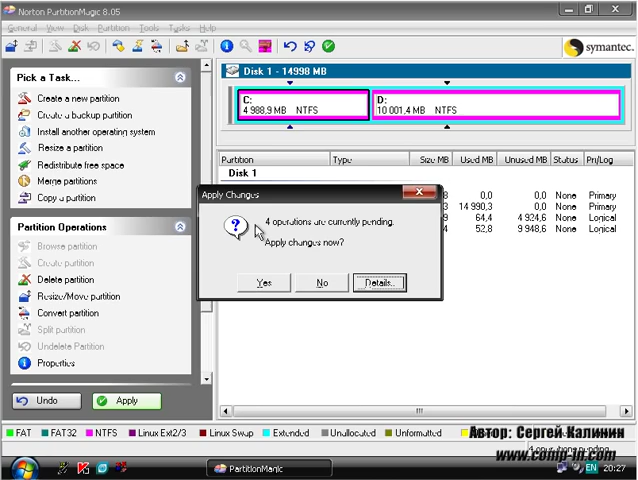 Norton PartitionMagic 8.05
General View Disk Partition Tools Tasks Help
symantec.
Pick a Task...
Create a new partition
Create a backup partition
Install another operating system
Resize a partition
Redistribute free space
Merge partitions
Copy a partition
Partition Operations
Browse partition
Create partition
Delete partition
Resize/Move partition
Convert partition
Split partition
Undelete Partition
Properties
Undo
Apply
Disk 1 - 14998 MB
C:
4 988,9 MB NTFS
D:
10 001,4 MB NTFS
Partition Type Size MB Used MB Unused MB Status Pri/Log
Disk 1
0,0 None Primary
14 990,3 0,0 None Primary
64,4 4 924,6 None Logical
52,8 9 948,6 None Logical
Apply Changes
4 operations are currently pending.
Apply changes now?
Yes
No
Details..
FAT FAT32 NTFS Linux Ext2/3 Linux Swap Extended Unallocated Unformatted
Автор: Сергей Калинин
4 operations pending
www.comp-in.com
PartitionMagic
EN
20:27